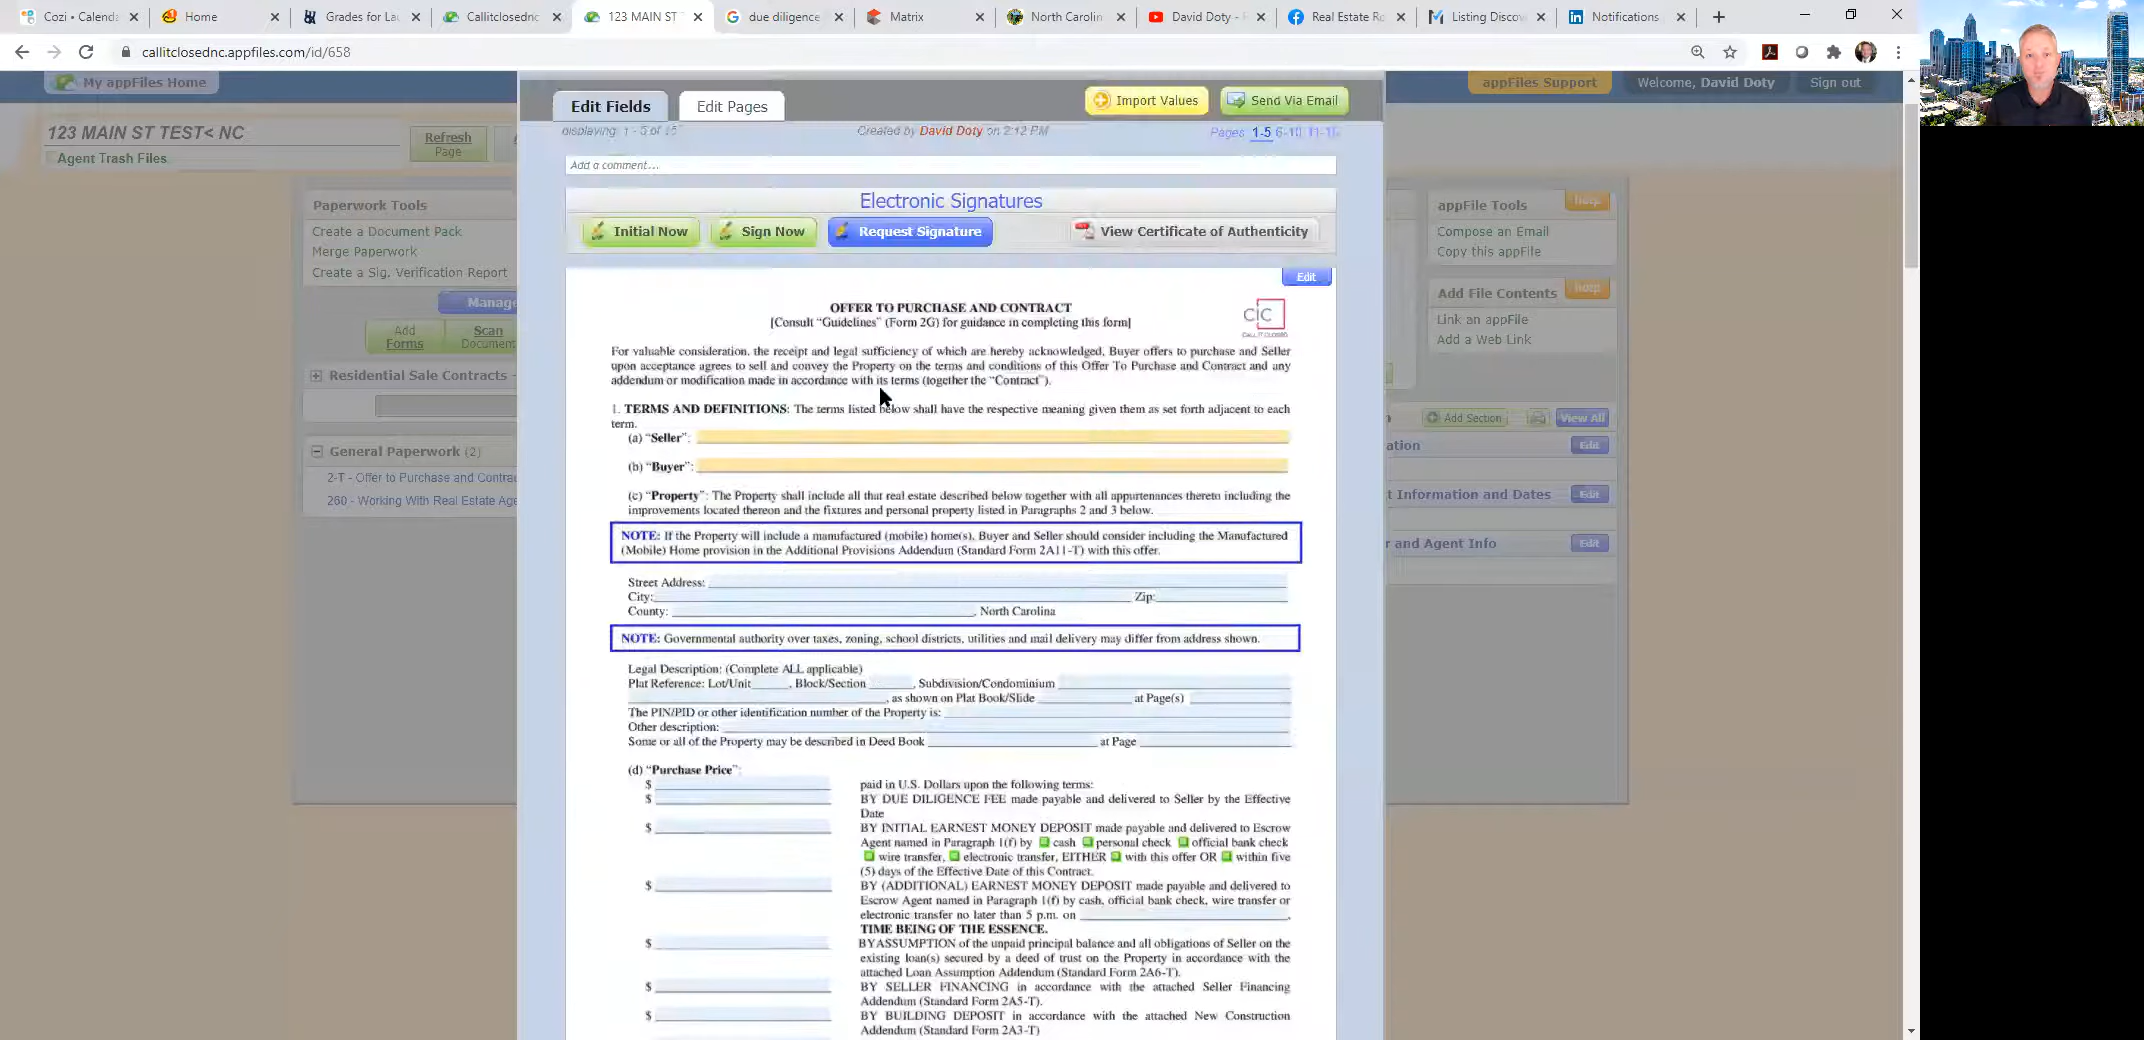 Cozi • Calenda
Home
Grades for Lau
Callitclosednc
123 MAIN ST
due diligence
Matrix
North Carolin
David Doty -
Real Estate Ro
Listing Discov
Notifications
callitclosednc.appfiles.com/id/658
My appFiles Home
appFiles Support
Welcome, David Doty
Sign out
123 MAIN ST TEST< NC
Agent Trash Files
Refresh
Page
Edit Fields
Edit Pages
Import Values
Send Via Email
displaying: 1 - 5 of 15
Created by David Doty on 2:12 PM
Pages 1-5 6-10 11-15
Add a comment...
Electronic Signatures
Initial Now
Sign Now
Request Signature
View Certificate of Authenticity
Paperwork Tools
Create a Document Pack
Merge Paperwork
Create a Sig. Verification Report
Manage
Add
Forms
Scan
Document
Residential Sale Contracts -
General Paperwork (2)
2-T - Offer to Purchase and Contrac
260 - Working With Real Estate Age
Edit
OFFER TO PURCHASE AND CONTRACT
[Consult “Guidelines” (Form 2G) for guidance in completing this form]
CIC
CALL IT CLOSED
For valuable consideration, the receipt and legal sufficiency of which are hereby acknowledged, Buyer offers to purchase and Seller
upon acceptance agrees to sell and convey the Property on the terms and conditions of this Offer To Purchase and Contract and any
addendum or modification made in accordance with its terms (together the “Contract”).
1. TERMS AND DEFINITIONS: The terms listed below shall have the respective meaning given them as set forth adjacent to each
term.
(a) “Seller”:
(b) “Buyer”:
(c) “Property”: The Property shall include all that real estate described below together with all appurtenances thereto including the
improvements located thereon and the fixtures and personal property listed in Paragraphs 2 and 3 below.
NOTE: If the Property will include a manufactured (mobile) home(s), Buyer and Seller should consider including the Manufactured
(Mobile) Home provision in the Additional Provisions Addendum (Standard Form 2A11-T) with this offer.
Street Address:
City: Zip:
County: , North Carolina
NOTE: Governmental authority over taxes, zoning, school districts, utilities and mail delivery may differ from address shown.
Legal Description: (Complete ALL applicable)
Plat Reference: Lot/Unit , Block/Section , Subdivision/Condominium
, as shown on Plat Book/Slide at Page(s)
The PIN/PID or other identification number of the Property is:
Other description:
Some or all of the Property may be described in Deed Book at Page
(d) “Purchase Price”:
$ paid in U.S. Dollars upon the following terms:
$ BY DUE DILIGENCE FEE made payable and delivered to Seller by the Effective
Date
$ BY INITIAL EARNEST MONEY DEPOSIT made payable and delivered to Escrow
Agent named in Paragraph 1(f) by cash personal check official bank check
wire transfer, electronic transfer, EITHER with this offer OR within five
(5) days of the Effective Date of this Contract.
$ BY (ADDITIONAL) EARNEST MONEY DEPOSIT made payable and delivered to
Escrow Agent named in Paragraph 1(f) by cash, official bank check, wire transfer or
electronic transfer no later than 5 p.m. on ,
TIME BEING OF THE ESSENCE.
$ BY ASSUMPTION of the unpaid principal balance and all obligations of Seller on the
existing loan(s) secured by a deed of trust on the Property in accordance with the
attached Loan Assumption Addendum (Standard Form 2A6-T).
$ BY SELLER FINANCING in accordance with the attached Seller Financing
Addendum (Standard Form 2A5-T).
$ BY BUILDING DEPOSIT in accordance with the attached New Construction
Addendum (Standard Form 2A3-T)
appFile Tools
help
Compose an Email
Copy this appFile
Add File Contents
help
Link an appFile
Add a Web Link
Add Section
View All
ation
Edit
t Information and Dates
Edit
r and Agent Info
Edit